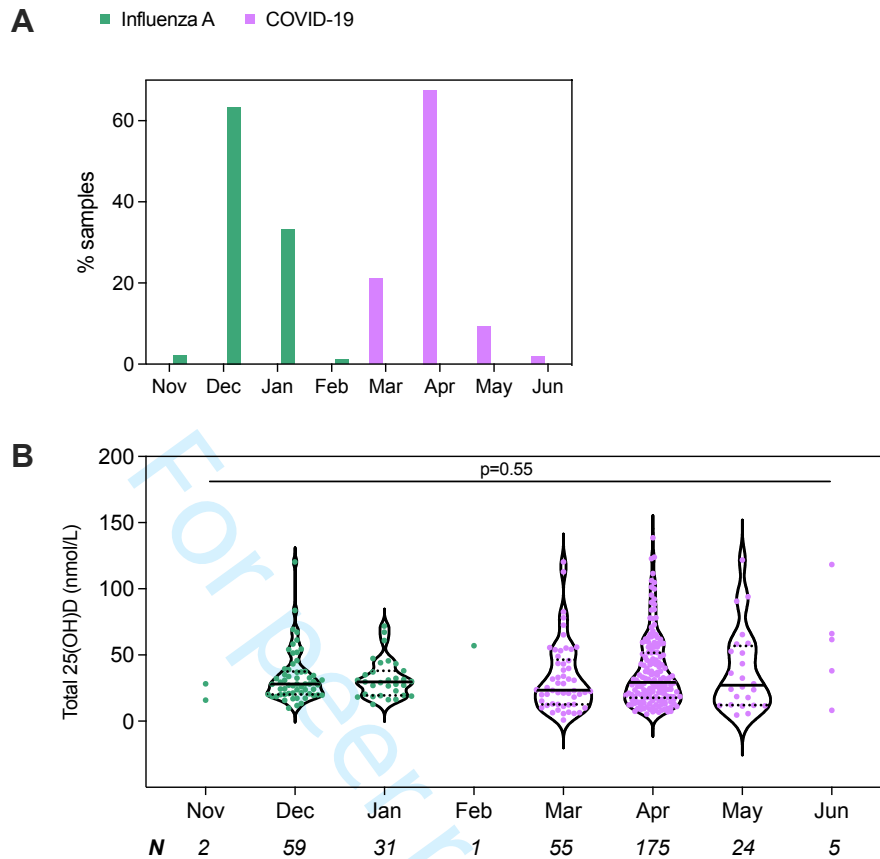 A
Influenza A COVID-19
% samples
60
40
20
0
Nov Dec Jan Feb Mar Apr May Jun
B
Total 25(OH)D (nmol/L)
200
150
100
50
0
p=0.55
Nov Dec Jan Feb Mar Apr May Jun
N 2 59 31 1 55 175 24 5
For peer r